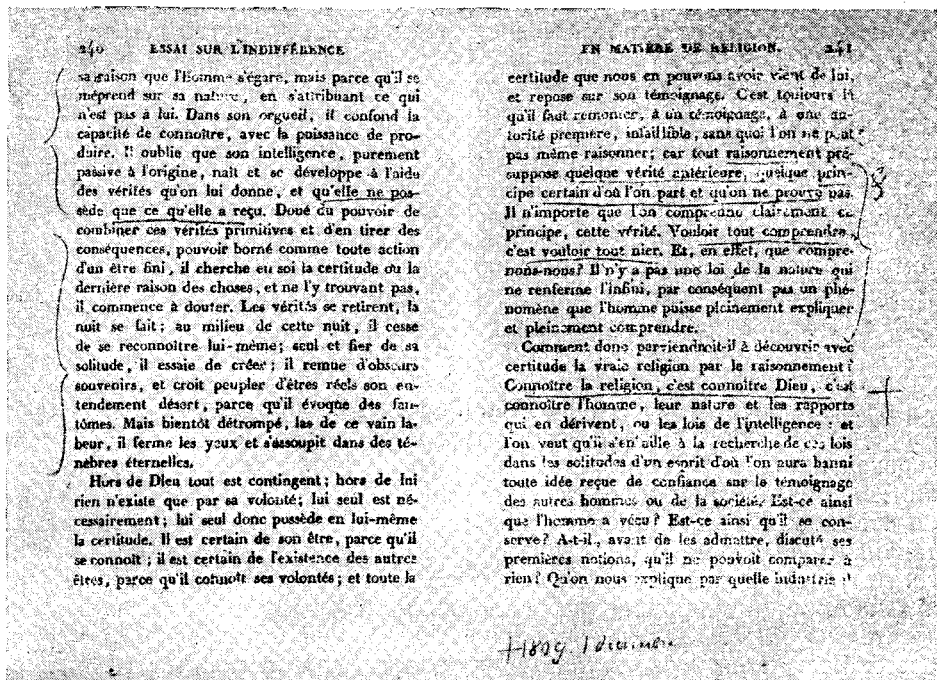 240 ESSAI SUR L'INDIFFÉRENCE
sa raison que l'Homme s'égare, mais parce qu'il se
méprend sur sa nature, en s'attribuant ce qui
n'est pas à lui. Dans son orgueil, il confond la
capacité de connoître, avec la puissance de pro-
duire. Il oublie que son intelligence, purement
passive à l'origine, naît et se développe à l'aide
des vérités qu'on lui donne, et qu'elle ne pos-
sède que ce qu'elle a reçu. Doué du pouvoir de
combiner ces vérités primitives et d'en tirer des
conséquences, pouvoir borné comme toute action
d'un être fini, il cherche en soi la certitude ou la
dernière raison des choses, et ne l'y trouvant pas,
il commence à douter. Les vérités se retirent, la
nuit se fait; au milieu de cette nuit, il cesse
de se reconnoître lui-même; seul et fier de sa
solitude, il essaie de créer; il remue d'obscurs
souvenirs, et croit peupler d'êtres réels son en-
tendement désert, parce qu'il évoque des fan-
tômes. Mais bientôt détrompé, las de ce vain la-
beur, il ferme les yeux et s'assoupit dans des té-
nèbres éternelles.
Hors de Dieu tout est contingent; hors de lui
rien n'existe que par sa volonté; lui seul est né-
cessairement; lui seul donc possède en lui-même
la certitude. Il est certain de son être, parce qu'il
se connoît; il est certain de l'existence des autres
êtres, parce qu'il connoît ses volontés; et toute la
EN MATIÈRE DE RELIGION. 241
certitude que nous en pouvons avoir vient de lui,
et repose sur son témoignage. C'est toujours là
qu'il faut remonter, à un témoignage, à une au-
torité première, infaillible, sans quoi l'on ne peut
pas même raisonner; car tout raisonnement pré-
suppose quelque vérité antérieure, quelque prin-
cipe certain d'où l'on part et qu'on ne prouve pas.
Il n'importe que l'on comprenne clairement ce
principe, cette vérité. Vouloir tout comprendre,
c'est vouloir tout nier. Et, en effet, que compre-
nons-nous? Il n'y a pas une loi de la nature qui
ne renferme l'infini, par conséquent pas un phé-
nomène que l'homme puisse pleinement expliquer
et pleinement comprendre.
Comment donc parviendroit-il à découvrir avec
certitude la vraie religion par le raisonnement?
Connoître la religion, c'est connoître Dieu, c'est
connoître l'homme, leur nature et les rapports
qui en dérivent, ou les lois de l'intelligence: et
l'on veut qu'il s'en aille à la recherche de ces lois
dans les solitudes d'un esprit d'où l'on aura banni
toute idée reçue de confiance sur le témoignage
des autres hommes ou de la société. Est-ce ainsi
que l'homme a vécu? Est-ce ainsi qu'il se con-
serve? A-t-il, avant de les admettre, discuté ses
premières notions, qu'il ne pouvoit comparer à
rien? Qu'on nous explique par quelle industrie il